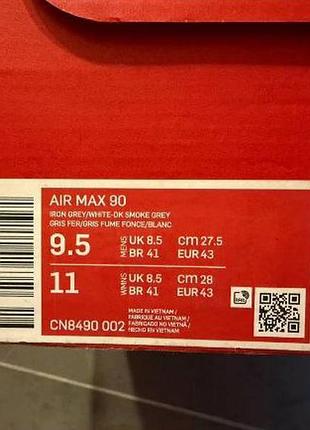 AIR MAX 90
IRON GREY/WHITE-DK SMOKE GREY
GRIS FER/GRIS FUME FONCE/BLANC
9.5 MENS UK 8.5 CM 27.5
BR 41 EUR 43
11 WMNS UK 8.5 CM 28
BR 41 EUR 43
CN8490 002
MADE IN VIETNAM /
FABRIQUE AU VIETNAM /
FABRICADO NO VIETNÃ /
HECHO EN VIETNAM